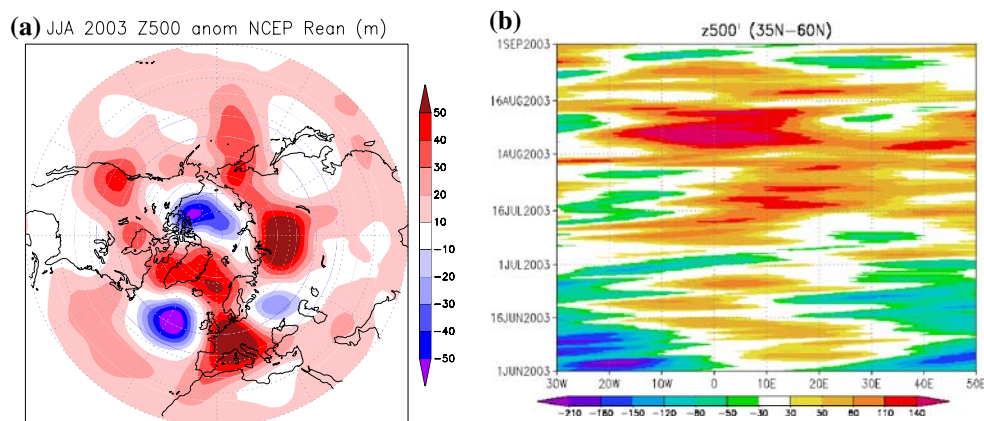 (a) JJA 2003 Z500 anom NCEP Rean (m)
50
40
30
20
10
-10
-20
-30
-40
-50
(b)
z500' (35N-60N)
1SEP2003
16AUG2003
1AUG2003
16JUL2003
1JUL2003
16JUN2003
1JUN2003
30W 20W 10W 0 10E 20E 30E 40E 50E
-210 -180 -150 -120 -80 -50 -30 30 50 80 110 140